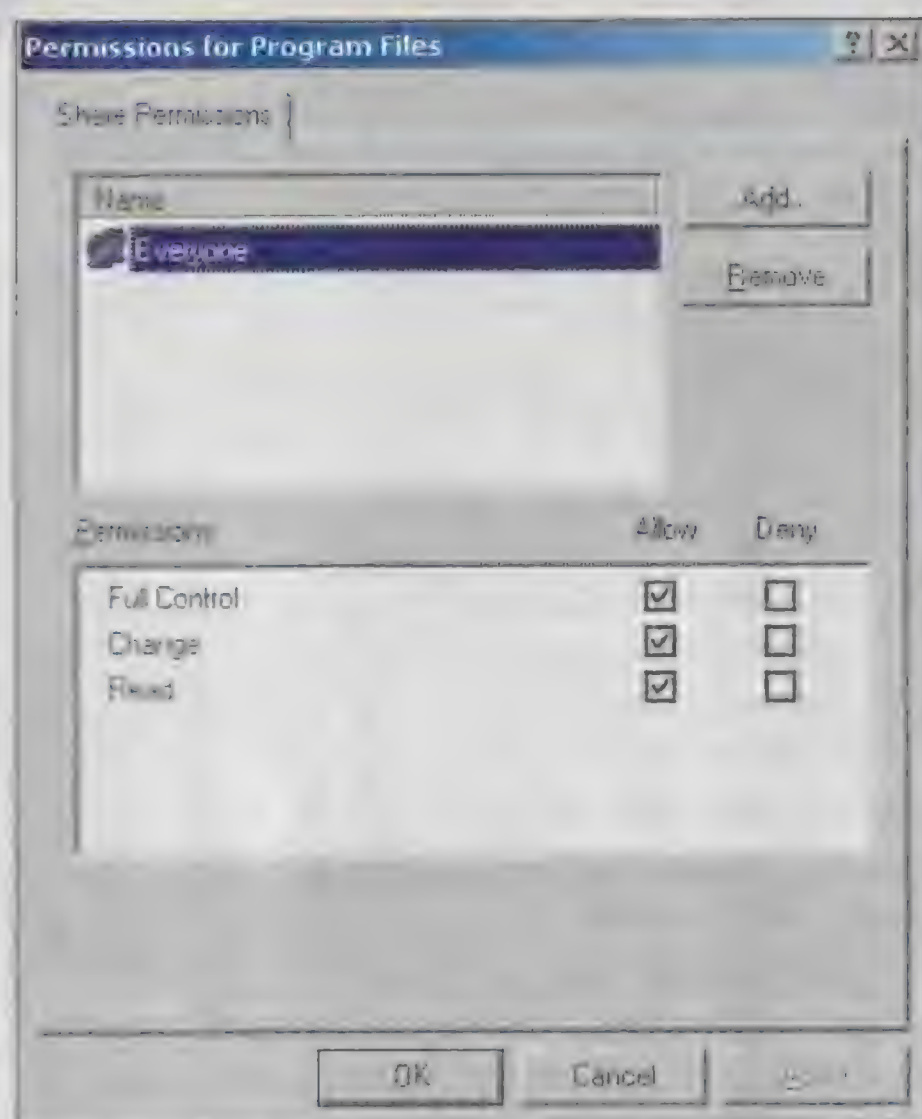 Permissions for Program Files
Share Permissions
Name
Add...
Everyone
Remove
Permissions
Allow Deny
Full Control
Change
Read
OK Cancel